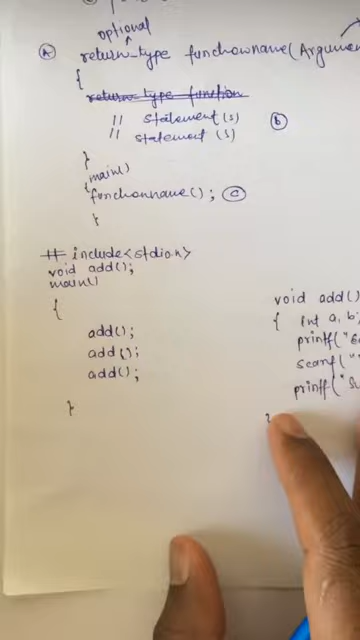 optional
(A) return-type functionname(Argume
{
return-type function
// statement(s)
// statement(s) (b)
}
main()
{functionname(); (c)
}
# include<stdio.h>
void add();
main()
{
add();
add();
add();
}
void add()
{ int a, b;
printf("
scanf("
printf("
}